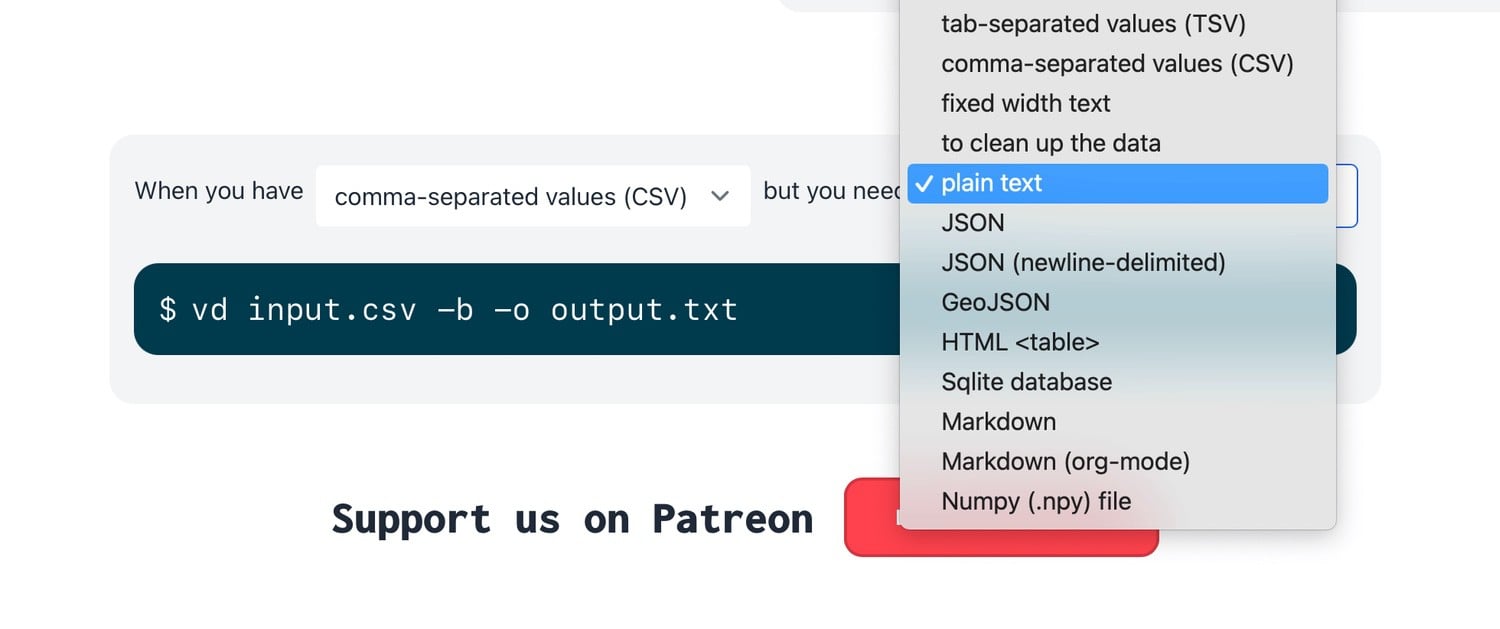 tab-separated values (TSV)
comma-separated values (CSV)
fixed width text
to clean up the data
When you have comma-separated values (CSV) but you
✓ plain text
JSON
JSON (newline-delimited)
GeoJSON
HTML <table>
Sqlite database
Markdown
Markdown (org-mode)
Numpy (.npy) file
$ vd input.csv –b –o output.txt
Support us on Patreon